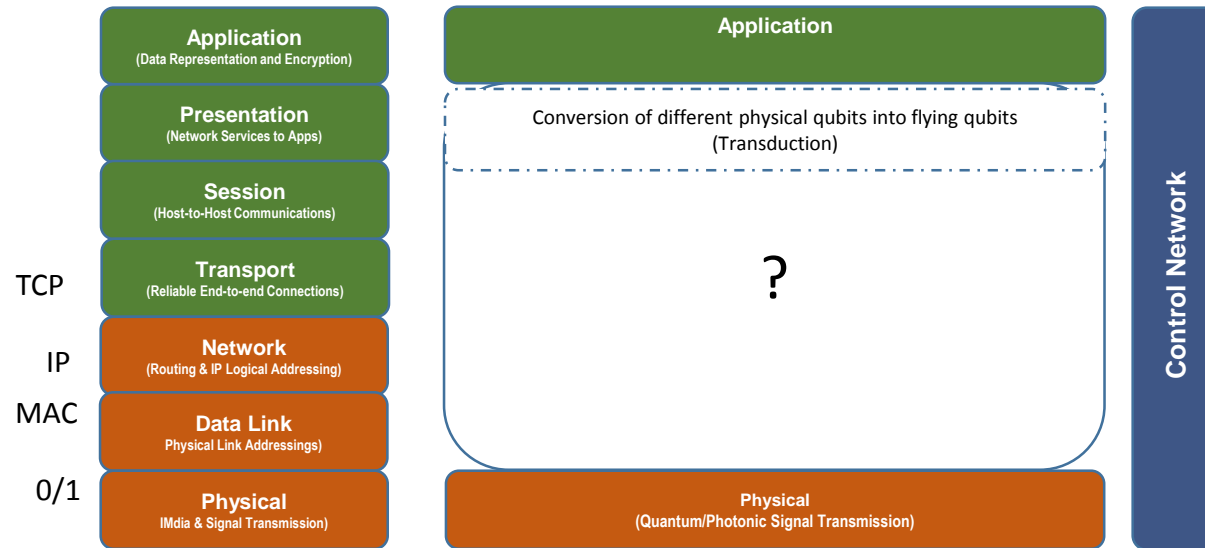 Application
(Data Representation and Encryption)
Presentation
(Network Services to Apps)
Session
(Host-to-Host Communications)
TCP
Transport
(Reliable End-to-end Connections)
IP
Network
(Routing & IP Logical Addressing)
MAC
Data Link
Physical Link Addressings)
0/1
Physical
IMdia & Signal Transmission)
Application
Conversion of different physical qubits into flying qubits
(Transduction)
?
Physical
(Quantum/Photonic Signal Transmission)
Control Network